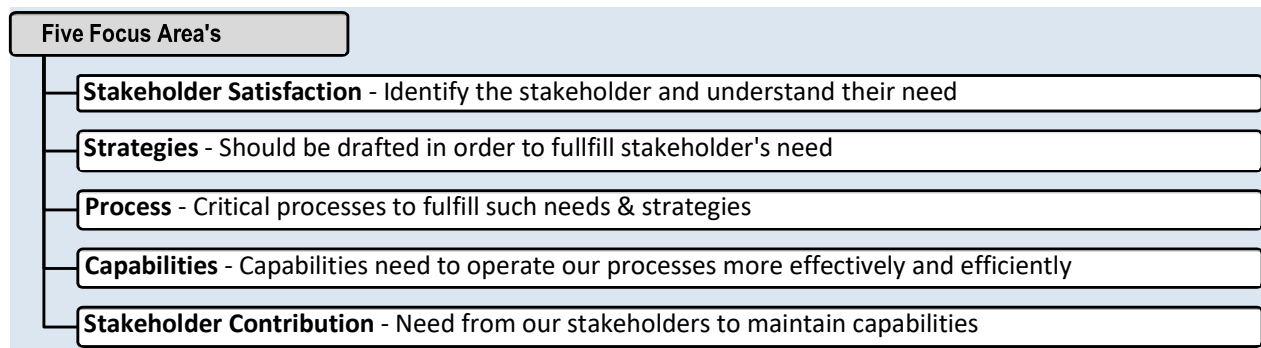 Five Focus Area's
Stakeholder Satisfaction - Identify the stakeholder and understand their need
Strategies - Should be drafted in order to fullfill stakeholder's need
Process - Critical processes to fulfill such needs & strategies
Capabilities - Capabilities need to operate our processes more effectively and efficiently
Stakeholder Contribution - Need from our stakeholders to maintain capabilities